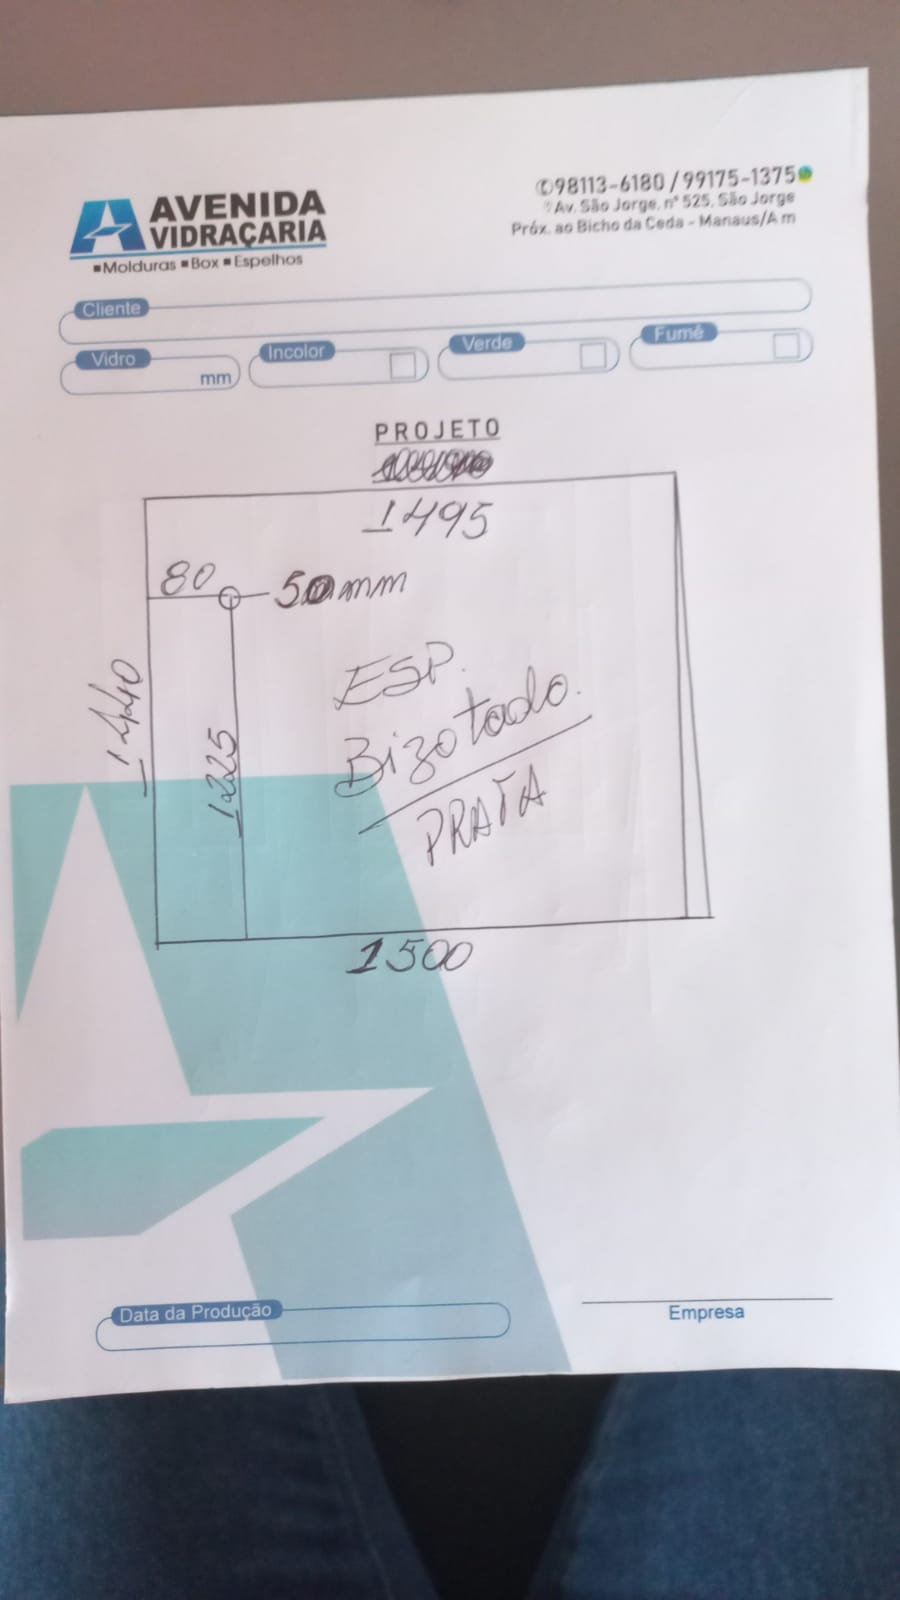 AVENIDA
VIDRAÇARIA
▪Molduras ▪Box ▪Espelhos
✆98113-6180 / 99175-1375
Av. São Jorge, n° 525, São Jorge
Próx. ao Bicho da Ceda - Manaus/Am
Cliente
Vidro mm
Incolor
Verde
Fumê
PROJETO
1495
80
50mm
1440
1225
ESP.
Bizotado.
PRATA
1500
Data da Produção
Empresa